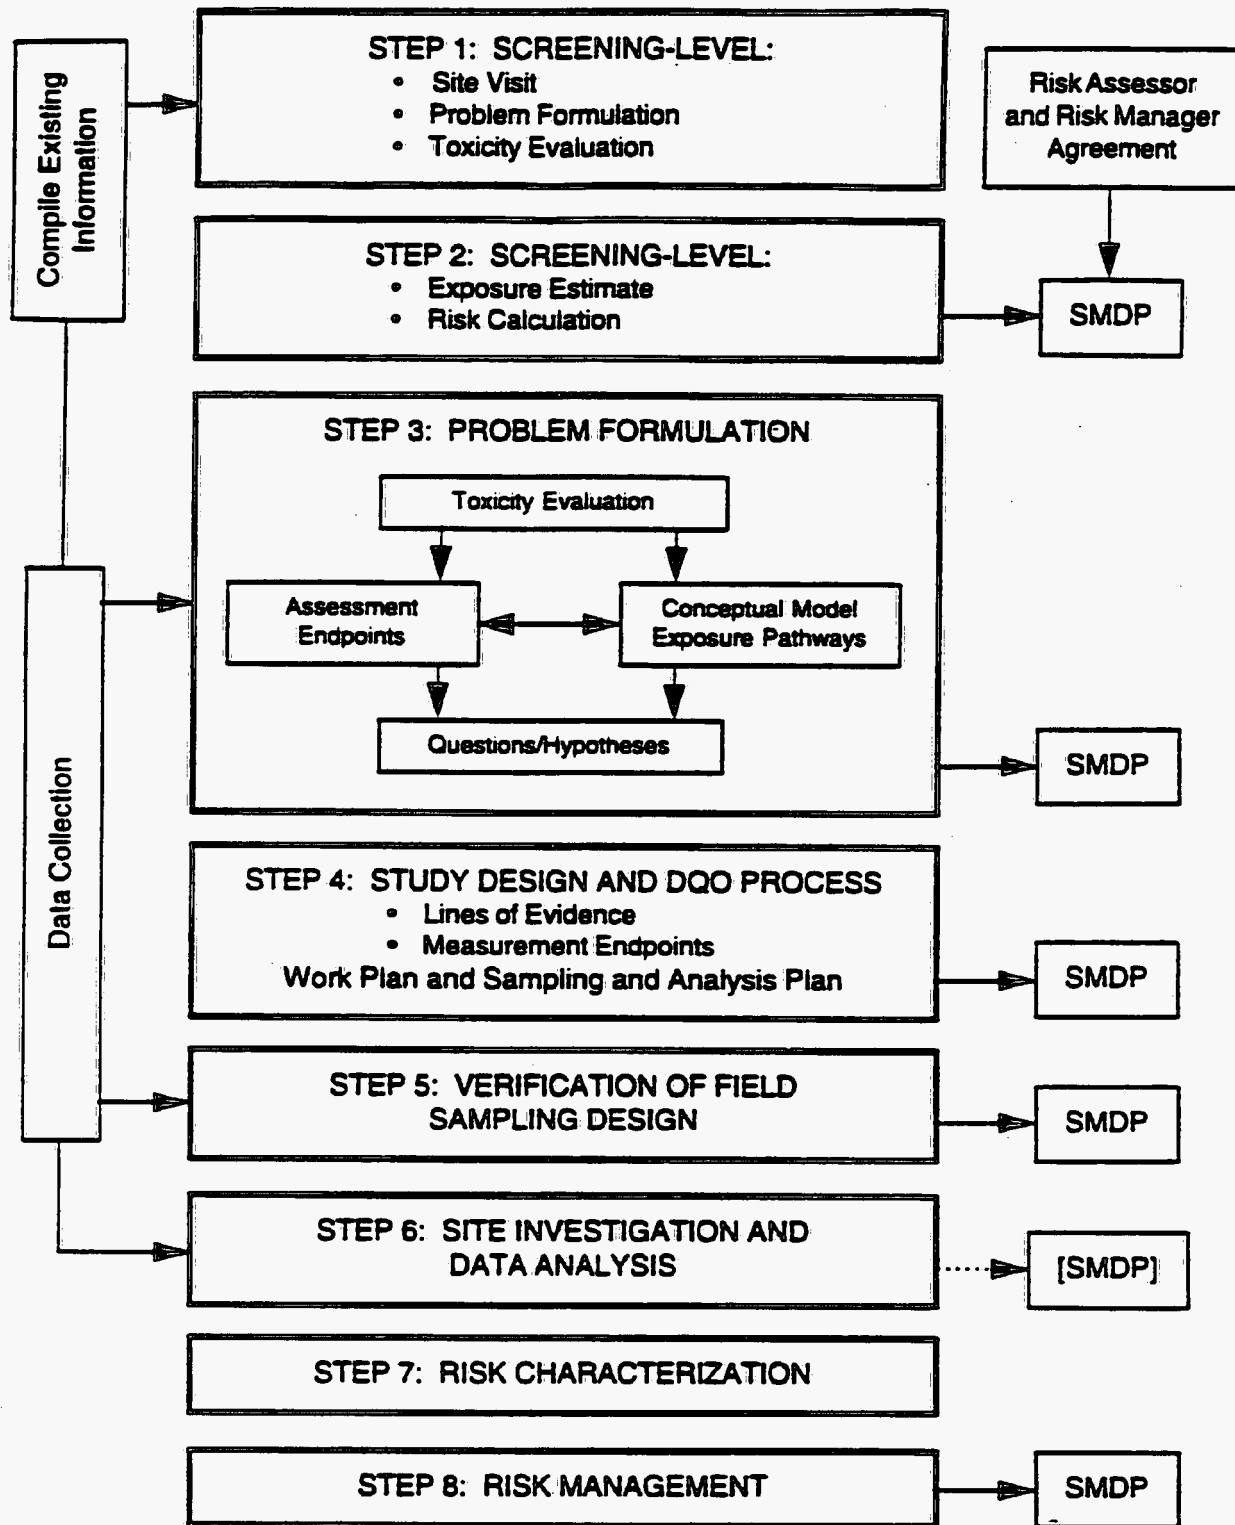 Compile Existing
Information
STEP 1: SCREENING-LEVEL:
• Site Visit
• Problem Formulation
• Toxicity Evaluation
Risk Assessor
and Risk Manager
Agreement
STEP 2: SCREENING-LEVEL:
• Exposure Estimate
• Risk Calculation
SMDP
Data Collection
STEP 3: PROBLEM FORMULATION
Toxicity Evaluation
Assessment
Endpoints
Conceptual Model
Exposure Pathways
Questions/Hypotheses
SMDP
STEP 4: STUDY DESIGN AND DQO PROCESS
• Lines of Evidence
• Measurement Endpoints
Work Plan and Sampling and Analysis Plan
SMDP
STEP 5: VERIFICATION OF FIELD
SAMPLING DESIGN
SMDP
STEP 6: SITE INVESTIGATION AND
DATA ANALYSIS
[SMDP]
STEP 7: RISK CHARACTERIZATION
STEP 8: RISK MANAGEMENT
SMDP